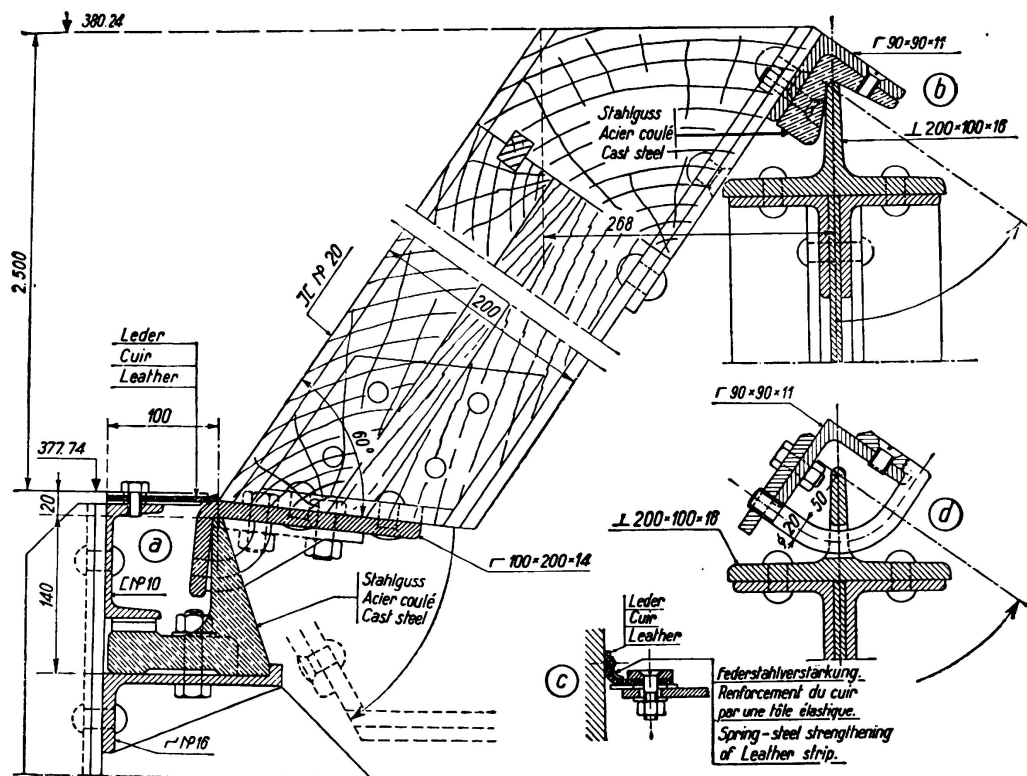 380.24
Γ 90×90×11
b
Stahlguss
Acier coulé
Cast steel
⊥ 200×100×16
268
2.500
ƆC № 20
200
Leder
Cuir
Leather
100
60°
377.74
120
a
[ № 10
140
Γ 100×200×14
Stahlguss
Acier coulé
Cast steel
Γ № 16
Γ 90×90×11
⌀ 20 - 50
d
⊥ 200×100×16
Leder
Cuir
Leather
c
Federstahlverstärkung.
Renforcement du cuir
par une tôle élastique.
Spring-steel strengthening
of Leather strip.